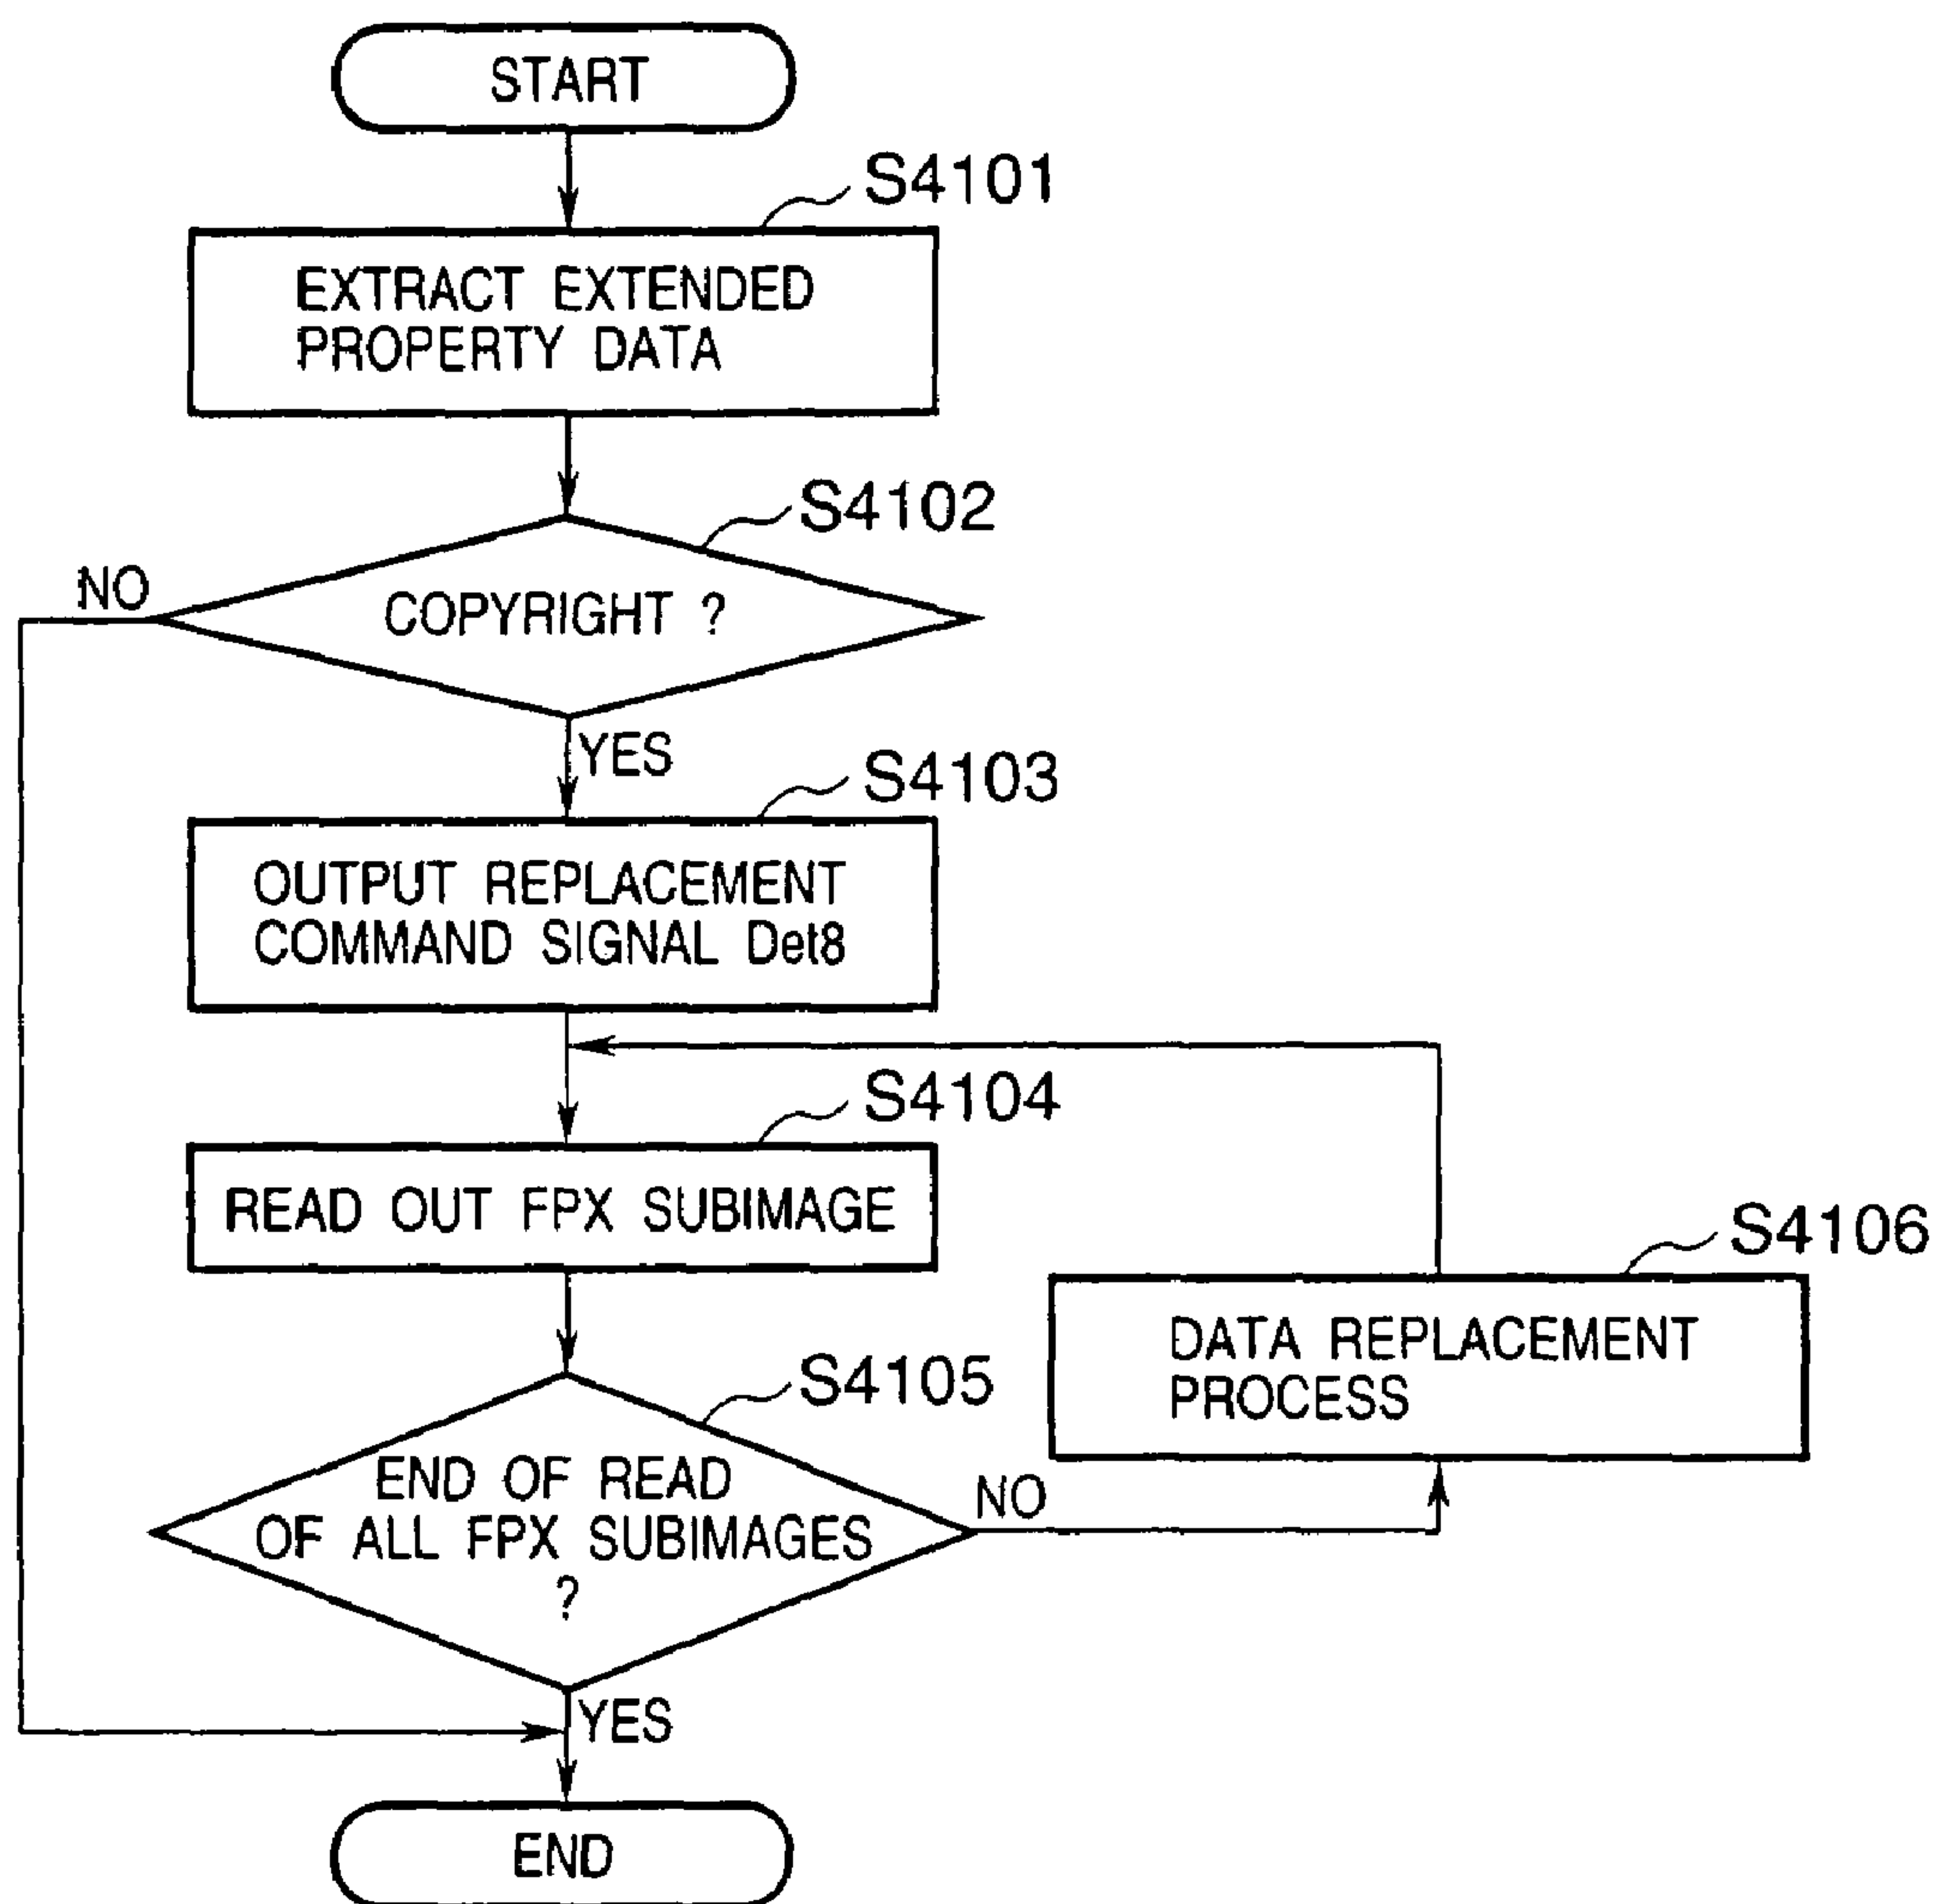 START
S4101
EXTRACT EXTENDED
PROPERTY DATA
S4102
NO
COPYRIGHT ?
YES
S4103
OUTPUT REPLACEMENT
COMMAND SIGNAL Det8
S4104
READ OUT FPX SUBIMAGE
S4106
DATA REPLACEMENT
PROCESS
S4105
END OF READ
OF ALL FPX SUBIMAGES
?
NO
YES
END